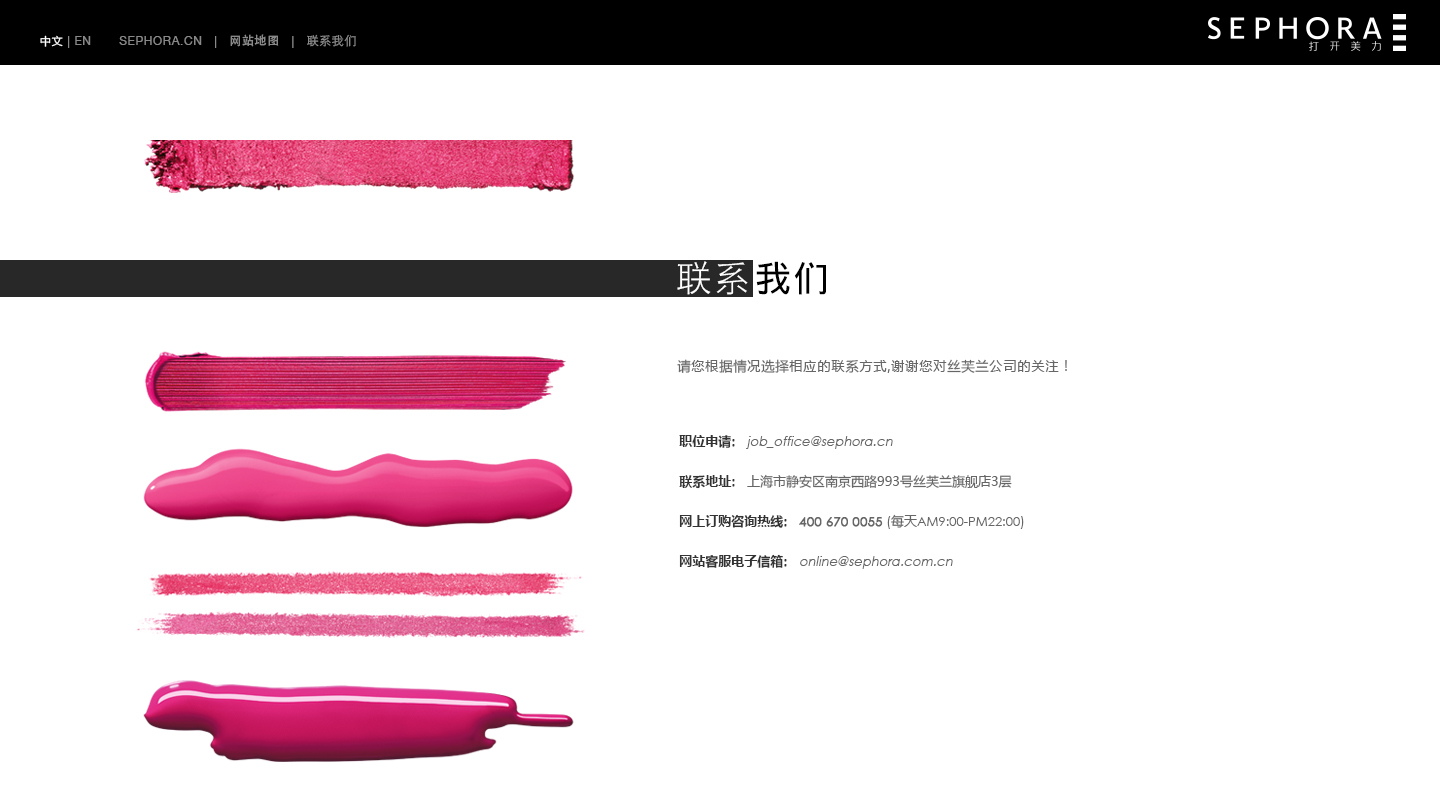 中文 | EN SEPHORA.CN | 网站地图 | 联系我们
SEPHORA
打开美力
联系我们
请您根据情况选择相应的联系方式,谢谢您对丝芙兰公司的关注！
职位申请: job_office@sephora.cn
联系地址: 上海市静安区南京西路993号丝芙兰旗舰店3层
网上订购咨询热线: 400 670 0055 (每天AM9:00-PM22:00)
网站客服电子信箱: online@sephora.com.cn